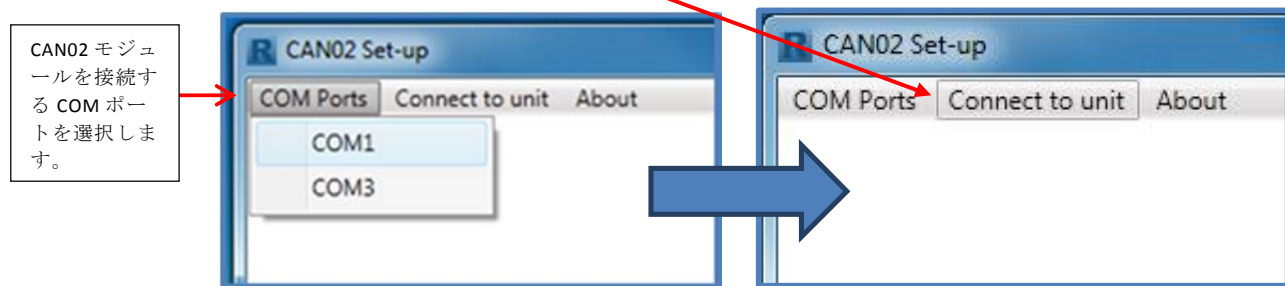 CAN02 モジュ
ールを接続す
る COM ポー
トを選択しま
す。
CAN02 Set-up
COM Ports Connect to unit About
COM1
COM3
CAN02 Set-up
COM Ports Connect to unit About